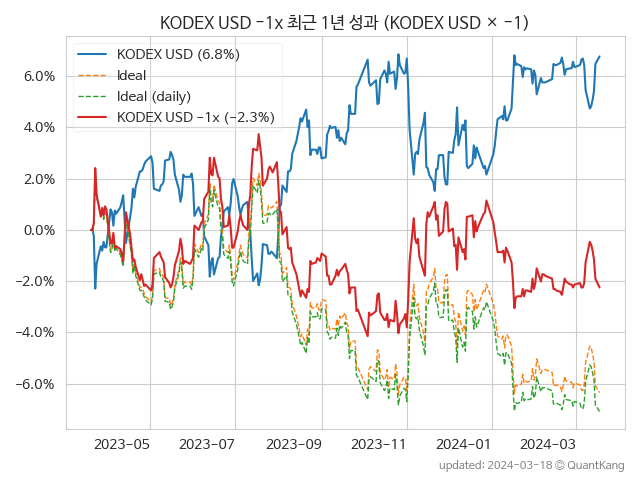 KODEX USD −1x 최근 1년 성과 (KODEX USD × −1)
KODEX USD (6.8%)
Ideal
Ideal (daily)
KODEX USD −1x (−2.3%)
6.0%
4.0%
2.0%
0.0%
−2.0%
−4.0%
−6.0%
2023-05 2023-07 2023-09 2023-11 2024-01 2024-03
updated: 2024-03-18 © QuantKang